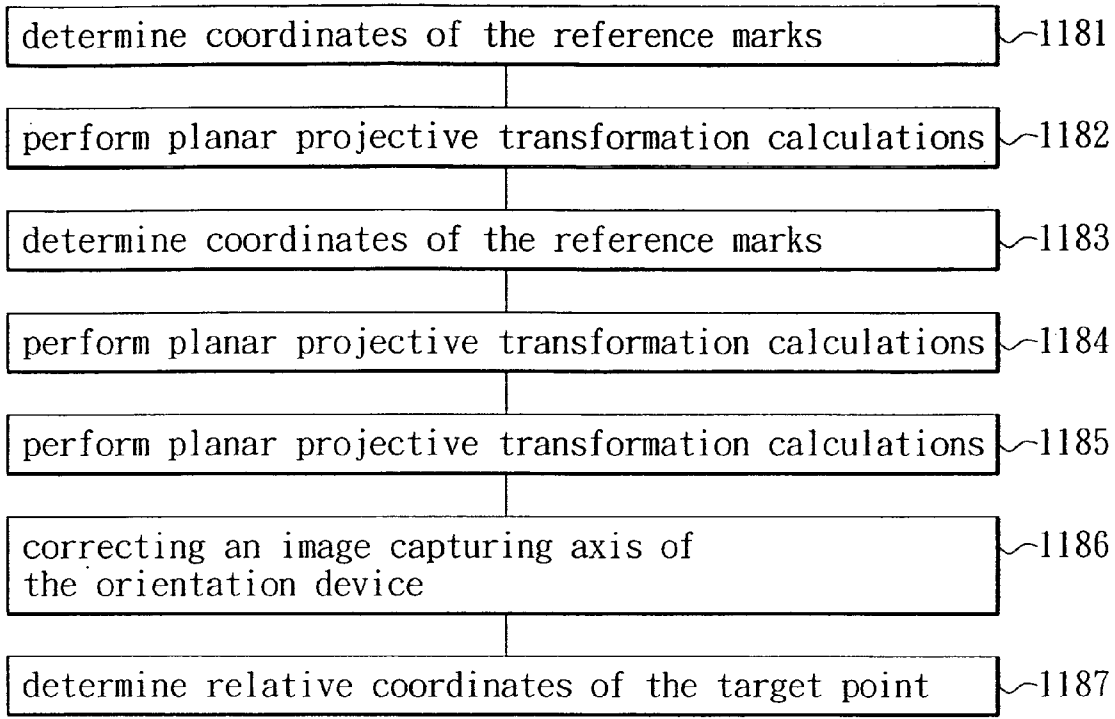 determine coordinates of the reference marks 1181
perform planar projective transformation calculations 1182
determine coordinates of the reference marks 1183
perform planar projective transformation calculations 1184
perform planar projective transformation calculations 1185
correcting an image capturing axis of 1186
the orientation device
determine relative coordinates of the target point 1187